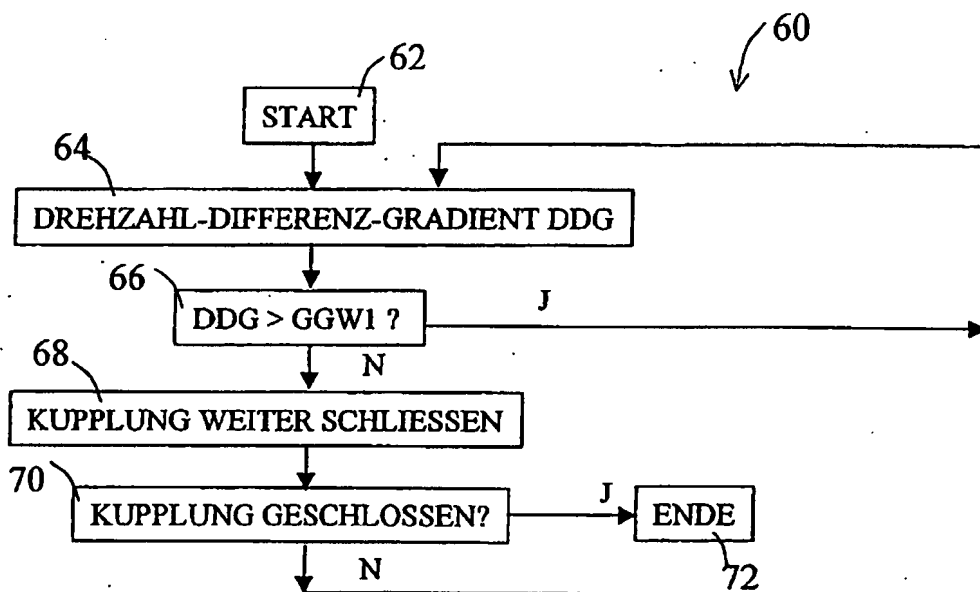 60
62
START
64
DREHZAHL-DIFFERENZ-GRADIENT DDG
66
DDG > GGW1 ?
J
N
68
KUPPLUNG WEITER SCHLIESSEN
70
KUPPLUNG GESCHLOSSEN?
J
ENDE
72
N